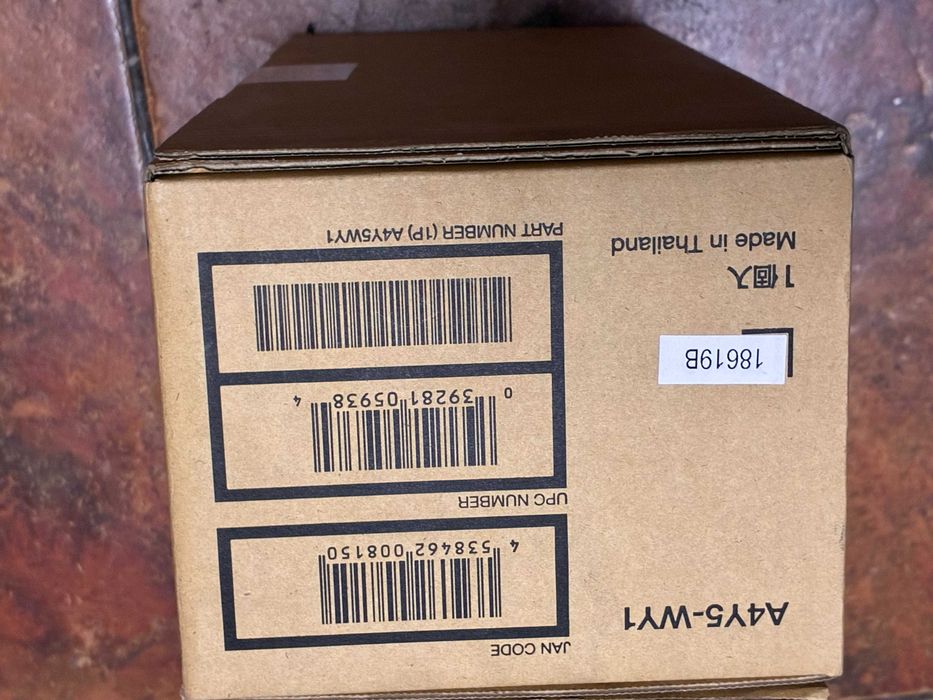 A4Y5-WY1
18619B
1個入
Made in Thailand
JAN CODE
4 538462 008150
UPC NUMBER
0 39281 05938 4
PART NUMBER (1P) A4Y5WY1